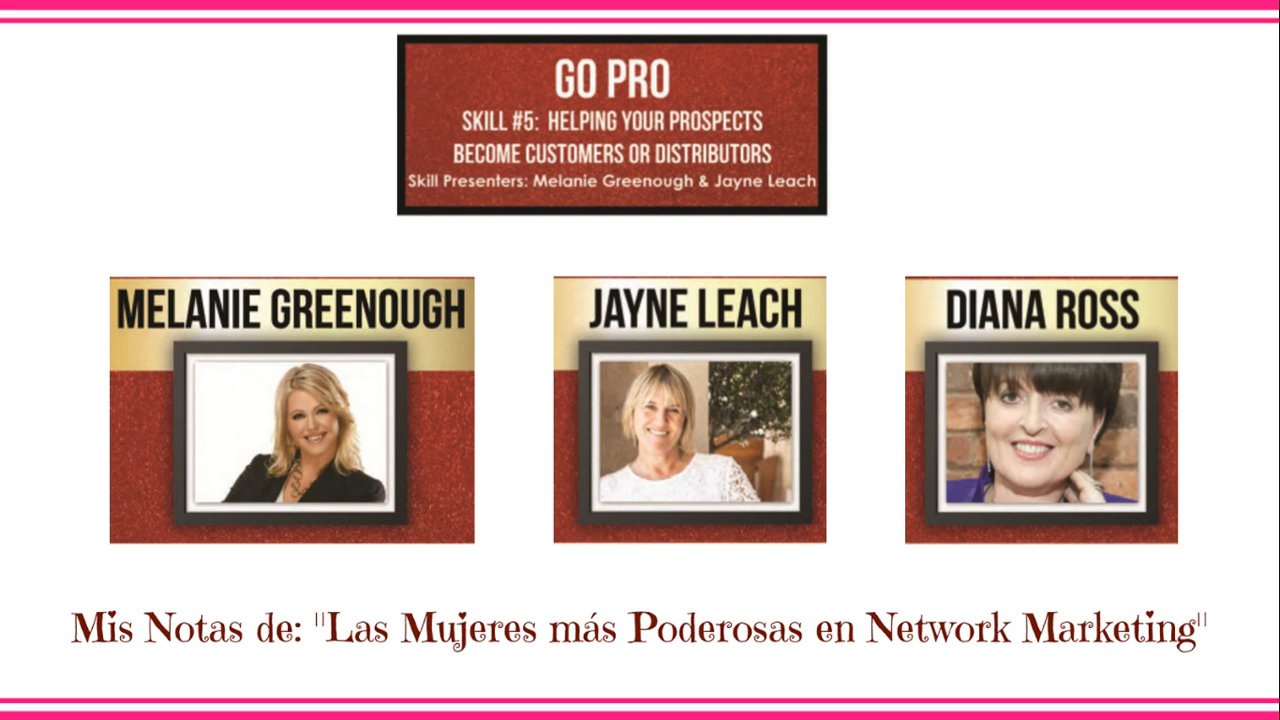 GO PRO
SKILL #5: HELPING YOUR PROSPECTS
BECOME CUSTOMERS OR DISTRIBUTORS
Skill Presenters: Melanie Greenough & Jayne Leach
MELANIE GREENOUGH
JAYNE LEACH
DIANA ROSS
Mis Notas de: "Las Mujeres más Poderosas en Network Marketing"